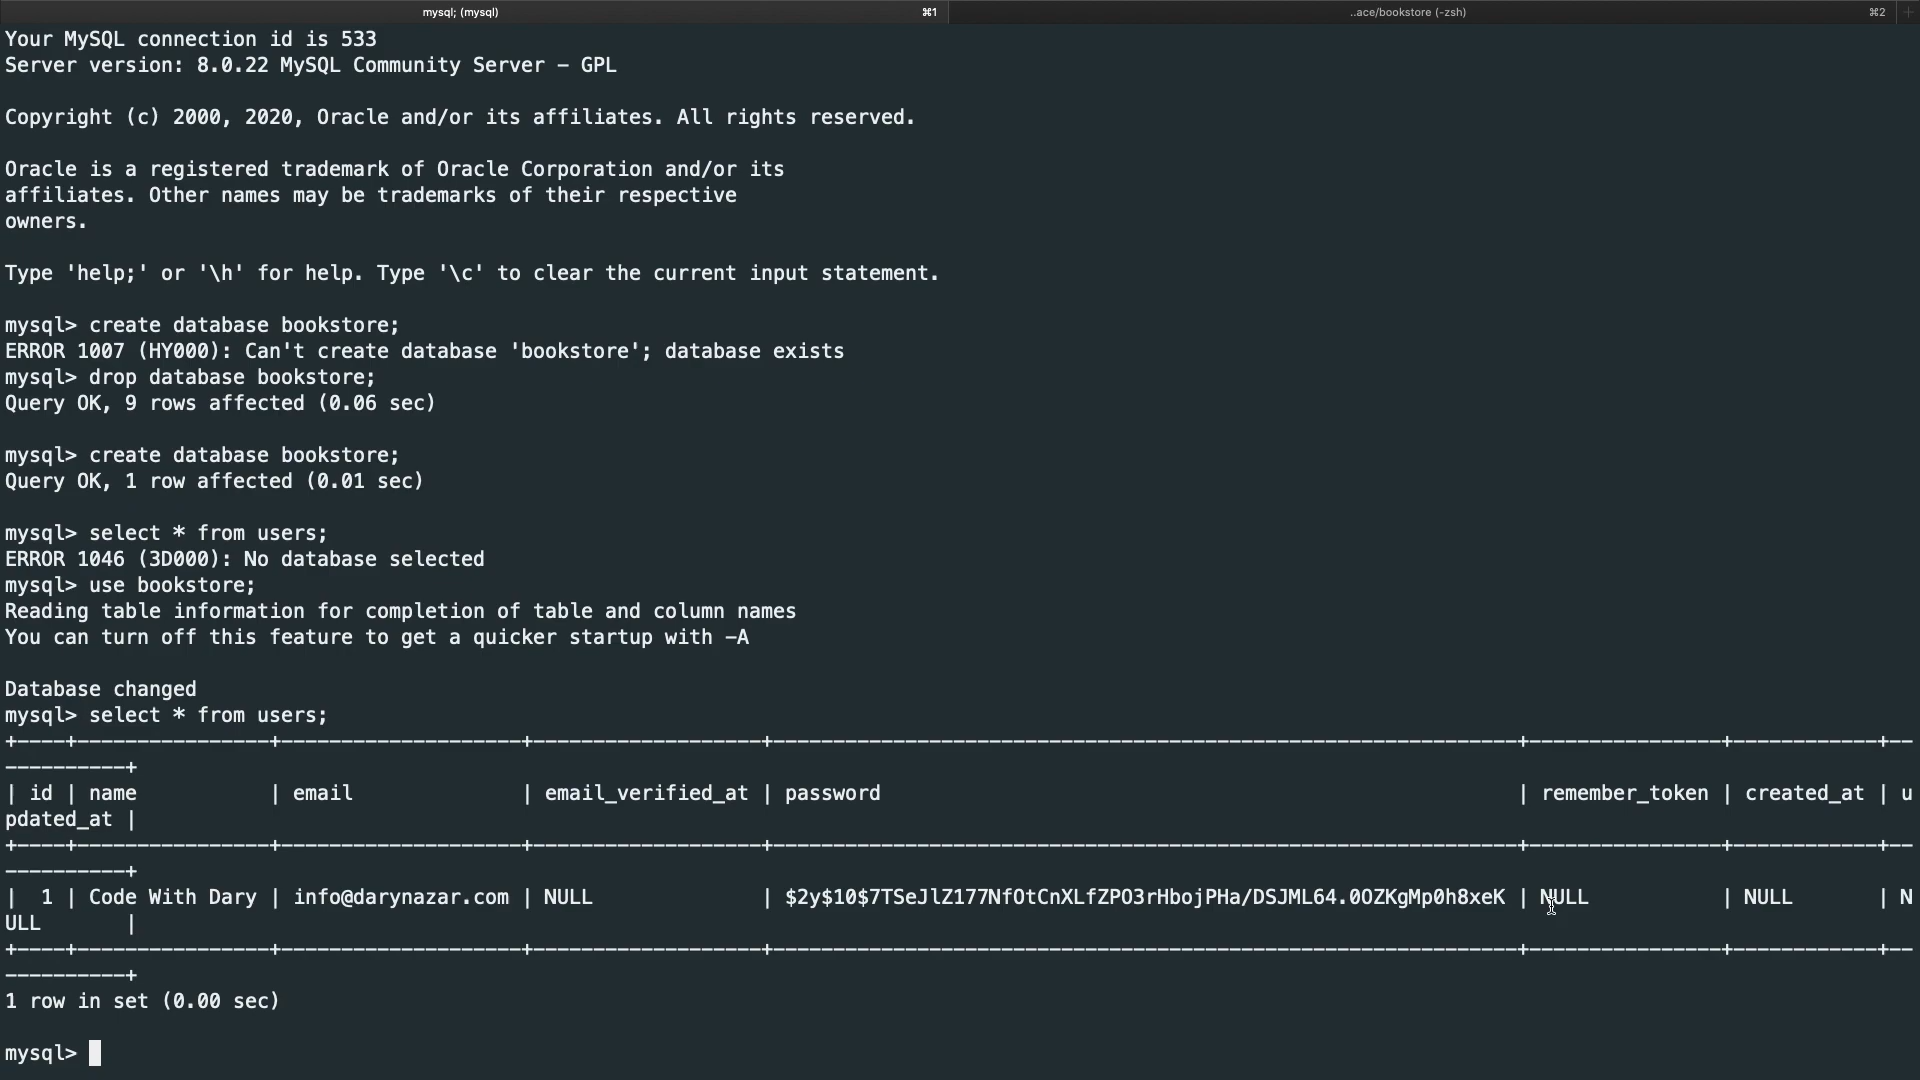 mysql; (mysql) ⌘1 ..ace/bookstore (-zsh) ⌘2 +
Your MySQL connection id is 533
Server version: 8.0.22 MySQL Community Server - GPL
Copyright (c) 2000, 2020, Oracle and/or its affiliates. All rights reserved.
Oracle is a registered trademark of Oracle Corporation and/or its
affiliates. Other names may be trademarks of their respective
owners.
Type 'help;' or '\h' for help. Type '\c' to clear the current input statement.
mysql> create database bookstore;
ERROR 1007 (HY000): Can't create database 'bookstore'; database exists
mysql> drop database bookstore;
Query OK, 9 rows affected (0.06 sec)
mysql> create database bookstore;
Query OK, 1 row affected (0.01 sec)
mysql> select * from users;
ERROR 1046 (3D000): No database selected
mysql> use bookstore;
Reading table information for completion of table and column names
You can turn off this feature to get a quicker startup with -A
Database changed
mysql> select * from users;
+----+----------------+--------------------+-------------------+--------------------------------------------------------------+----------------+------------+--
----------+
| id | name           | email              | email_verified_at | password                                                     | remember_token | created_at | u
pdated_at |
+----+----------------+--------------------+-------------------+--------------------------------------------------------------+----------------+------------+--
----------+
|  1 | Code With Dary | info@darynazar.com | NULL              | $2y$10$7TSeJlZ177NfOtCnXLfZPO3rHbojPHa/DSJML64.0OZKgMp0h8xeK | NULL           | NULL       | N
ULL       |
+----+----------------+--------------------+-------------------+--------------------------------------------------------------+----------------+------------+--
----------+
1 row in set (0.00 sec)
mysql>